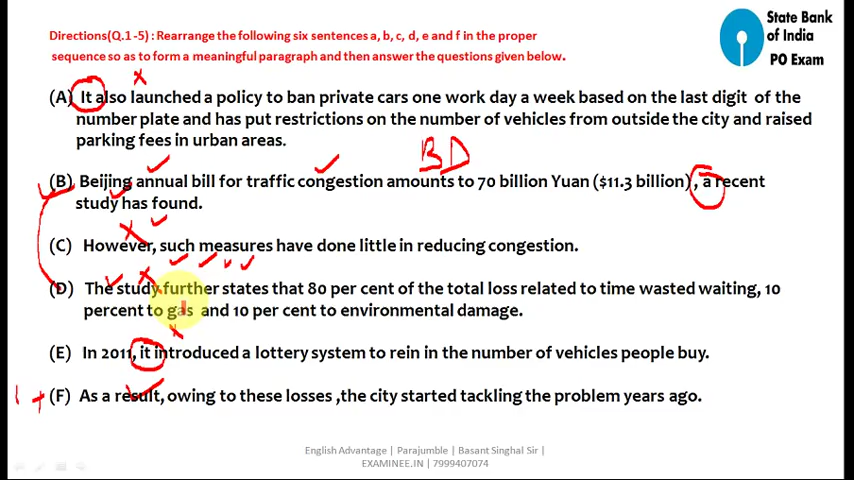 Directions(Q.1-5) : Rearrange the following six sentences a, b, c, d, e and f in the proper
sequence so as to form a meaningful paragraph and then answer the questions given below.
State Bank
of India
PO Exam
(A) It also launched a policy to ban private cars one work day a week based on the last digit of the
number plate and has put restrictions on the number of vehicles from outside the city and raised
parking fees in urban areas.
BD
(B) Beijing annual bill for traffic congestion amounts to 70 billion Yuan ($11.3 billion), a recent
study has found.
(C) However, such measures have done little in reducing congestion.
(D) The study further states that 80 per cent of the total loss related to time wasted waiting, 10
percent to gas and 10 per cent to environmental damage.
(E) In 2011, it introduced a lottery system to rein in the number of vehicles people buy.
(F) As a result, owing to these losses ,the city started tackling the problem years ago.
English Advantage | Parajumble | Basant Singhal Sir |
EXAMINEE.IN | 7999407074